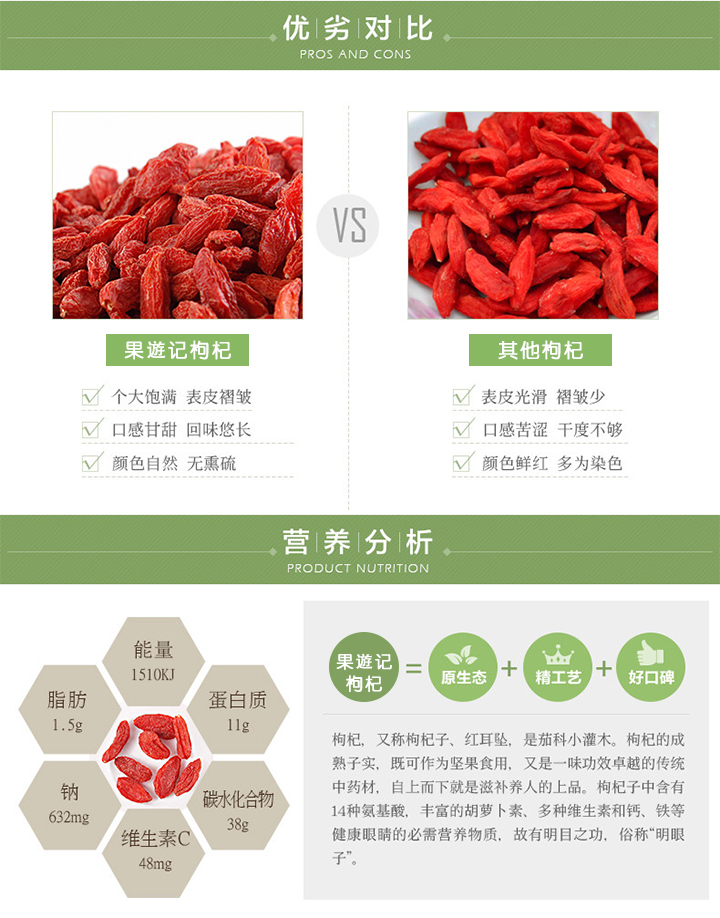 优劣对比
PROS AND CONS
VS
果遊记枸杞
个大饱满 表皮褶皱
口感甘甜 回味悠长
颜色自然 无熏硫
其他枸杞
表皮光滑 褶皱少
口感苦涩 干度不够
颜色鲜红 多为染色
营养分析
PRODUCT NUTRITION
能量
1510KJ
脂肪
1.5g
蛋白质
11g
钠
632mg
碳水化合物
38g
维生素C
48mg
果遊记
枸杞
=
原生态
+
精工艺
+
好口碑
枸杞，又称枸杞子、红耳坠，是茄科小灌木。枸杞的成
熟子实，既可作为坚果食用，又是一味功效卓越的传统
中药材，自上而下就是滋补养人的上品。枸杞子中含有
14种氨基酸，丰富的胡萝卜素、多种维生素和钙、铁等
健康眼睛的必需营养物质，故有明目之功，俗称“明眼
子”。